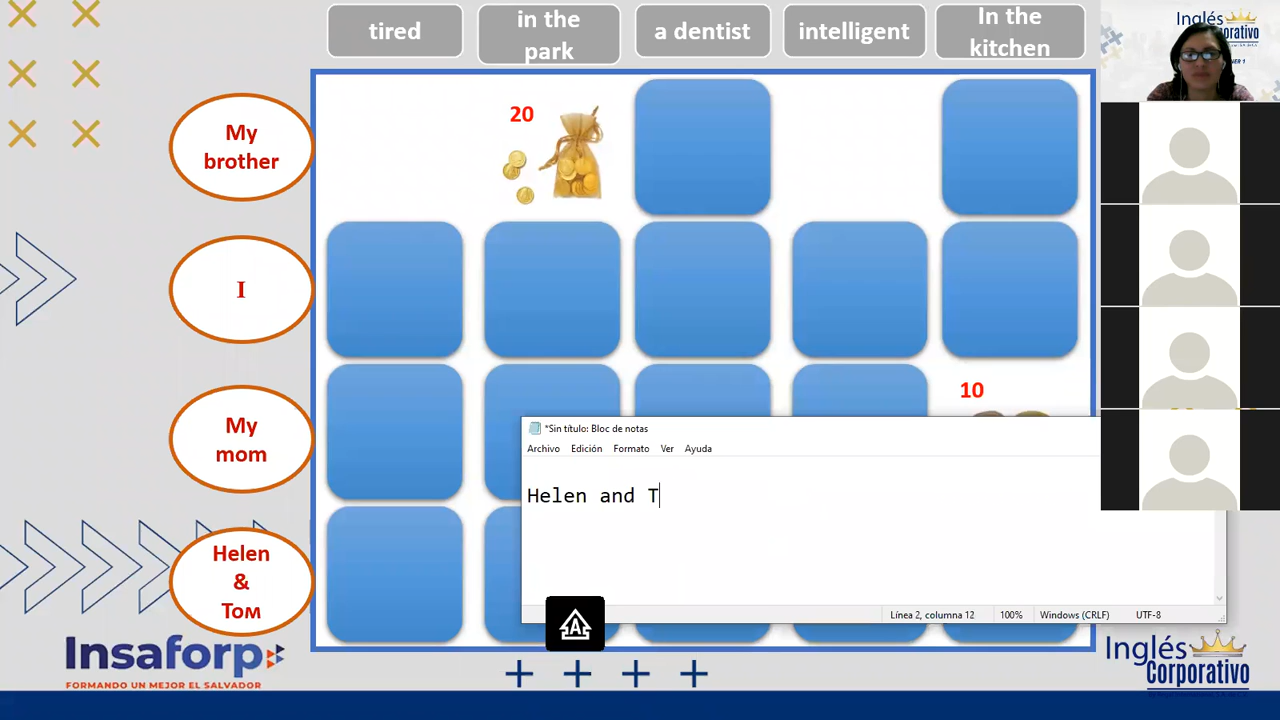 tired
in the
park
a dentist
intelligent
In the
kitchen
Inglés
Corporativo
My
brother
20
I
My
mom
10
*Sin título: Bloc de notas
Archivo Edición Formato Ver Ayuda
Helen and T
Línea 2, columna 12 100% Windows (CRLF) UTF-8
Helen
&
Tom
A
Insaforp
FORMANDO UN MEJOR EL SALVADOR
Inglés
Corporativo